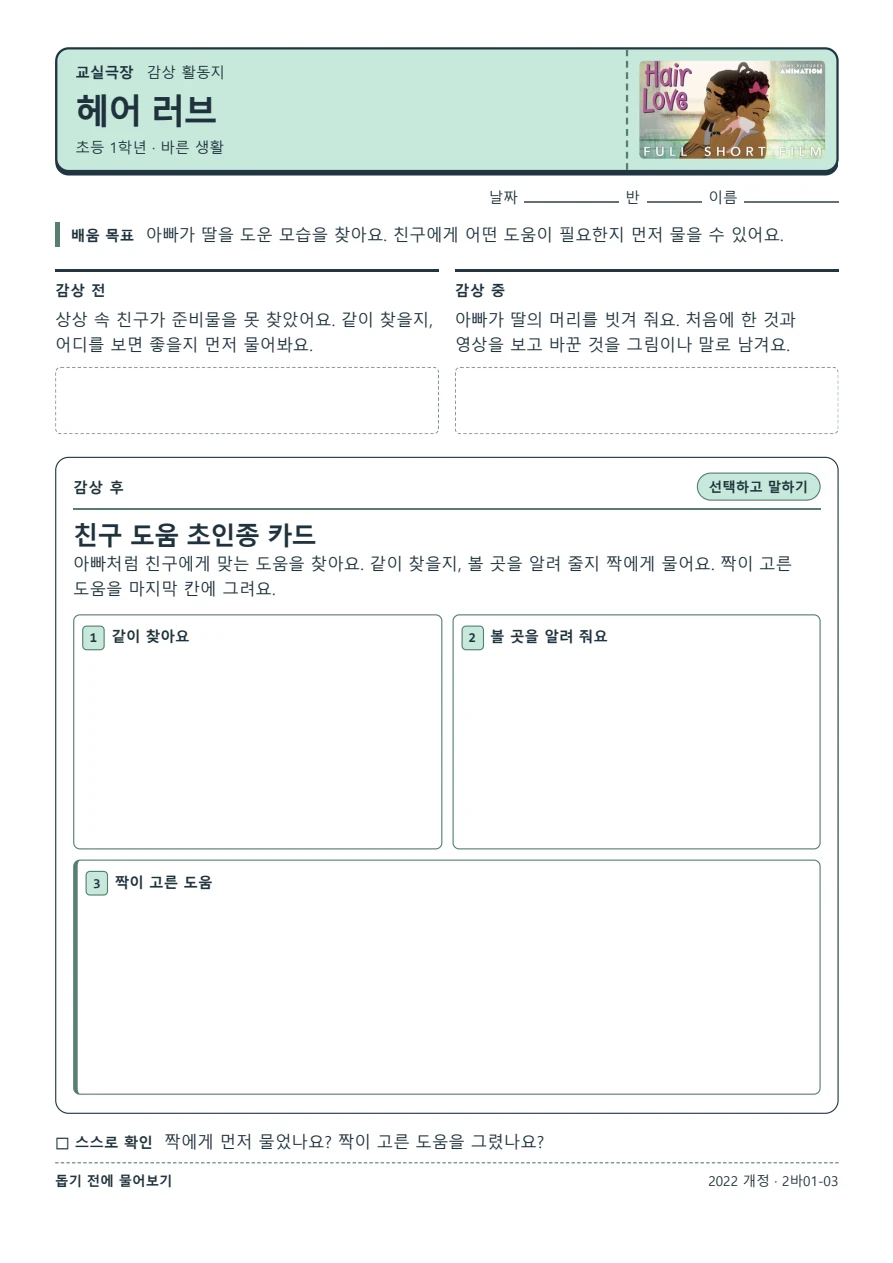 교실극장 감상 활동지
헤어 러브
초등 1학년 · 바른 생활
Hair
Love
SONY PICTURES
ANIMATION
FULL SHORT FILM
날짜
반
이름
배움 목표 아빠가 딸을 도운 모습을 찾아요. 친구에게 어떤 도움이 필요한지 먼저 물을 수 있어요.
감상 전
상상 속 친구가 준비물을 못 찾았어요. 같이 찾을지,
어디를 보면 좋을지 먼저 물어봐요.
감상 중
아빠가 딸의 머리를 빗겨 줘요. 처음에 한 것과
영상을 보고 바꾼 것을 그림이나 말로 남겨요.
감상 후
선택하고 말하기
친구 도움 초인종 카드
아빠처럼 친구에게 맞는 도움을 찾아요. 같이 찾을지, 볼 곳을 알려 줄지 짝에게 물어요. 짝이 고른
도움을 마지막 칸에 그려요.
1 같이 찾아요
2 볼 곳을 알려 줘요
3 짝이 고른 도움
□ 스스로 확인 짝에게 먼저 물었나요? 짝이 고른 도움을 그렸나요?
돕기 전에 물어보기
2022 개정 · 2바01-03